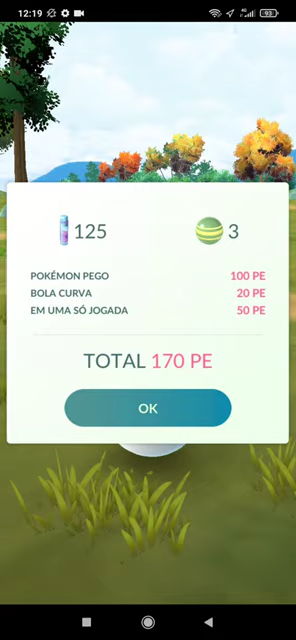 12:19 4G 93
125 3
POKÉMON PEGO 100 PE
BOLA CURVA 20 PE
EM UMA SÓ JOGADA 50 PE
TOTAL 170 PE
OK